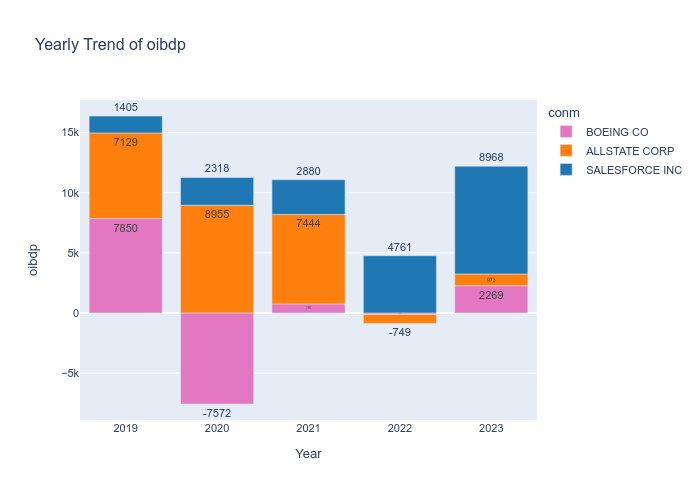 Yearly Trend of oibdp
conm
BOEING CO
ALLSTATE CORP
SALESFORCE INC
oibdp
15k
10k
5k
0
−5k
1405
7129
7850
2318
8955
-7572
2880
7444
4761
-749
8968
973
2269
2019
2020
2021
2022
2023
Year